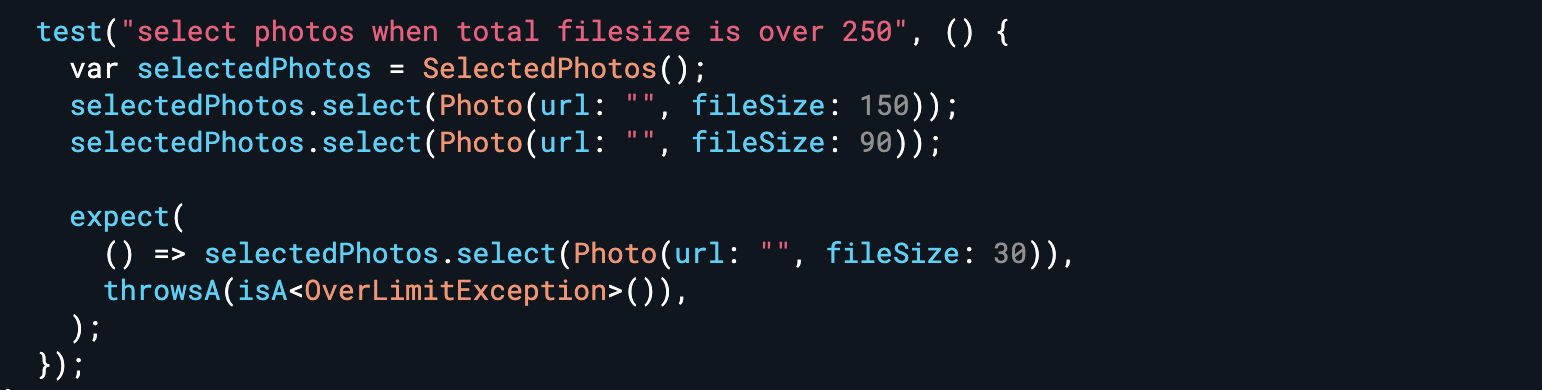 test("select photos when total filesize is over 250", () {
  var selectedPhotos = SelectedPhotos();
  selectedPhotos.select(Photo(url: "", fileSize: 150));
  selectedPhotos.select(Photo(url: "", fileSize: 90));

  expect(
    () => selectedPhotos.select(Photo(url: "", fileSize: 30)),
    throwsA(isA<OverLimitException>()),
  );
});